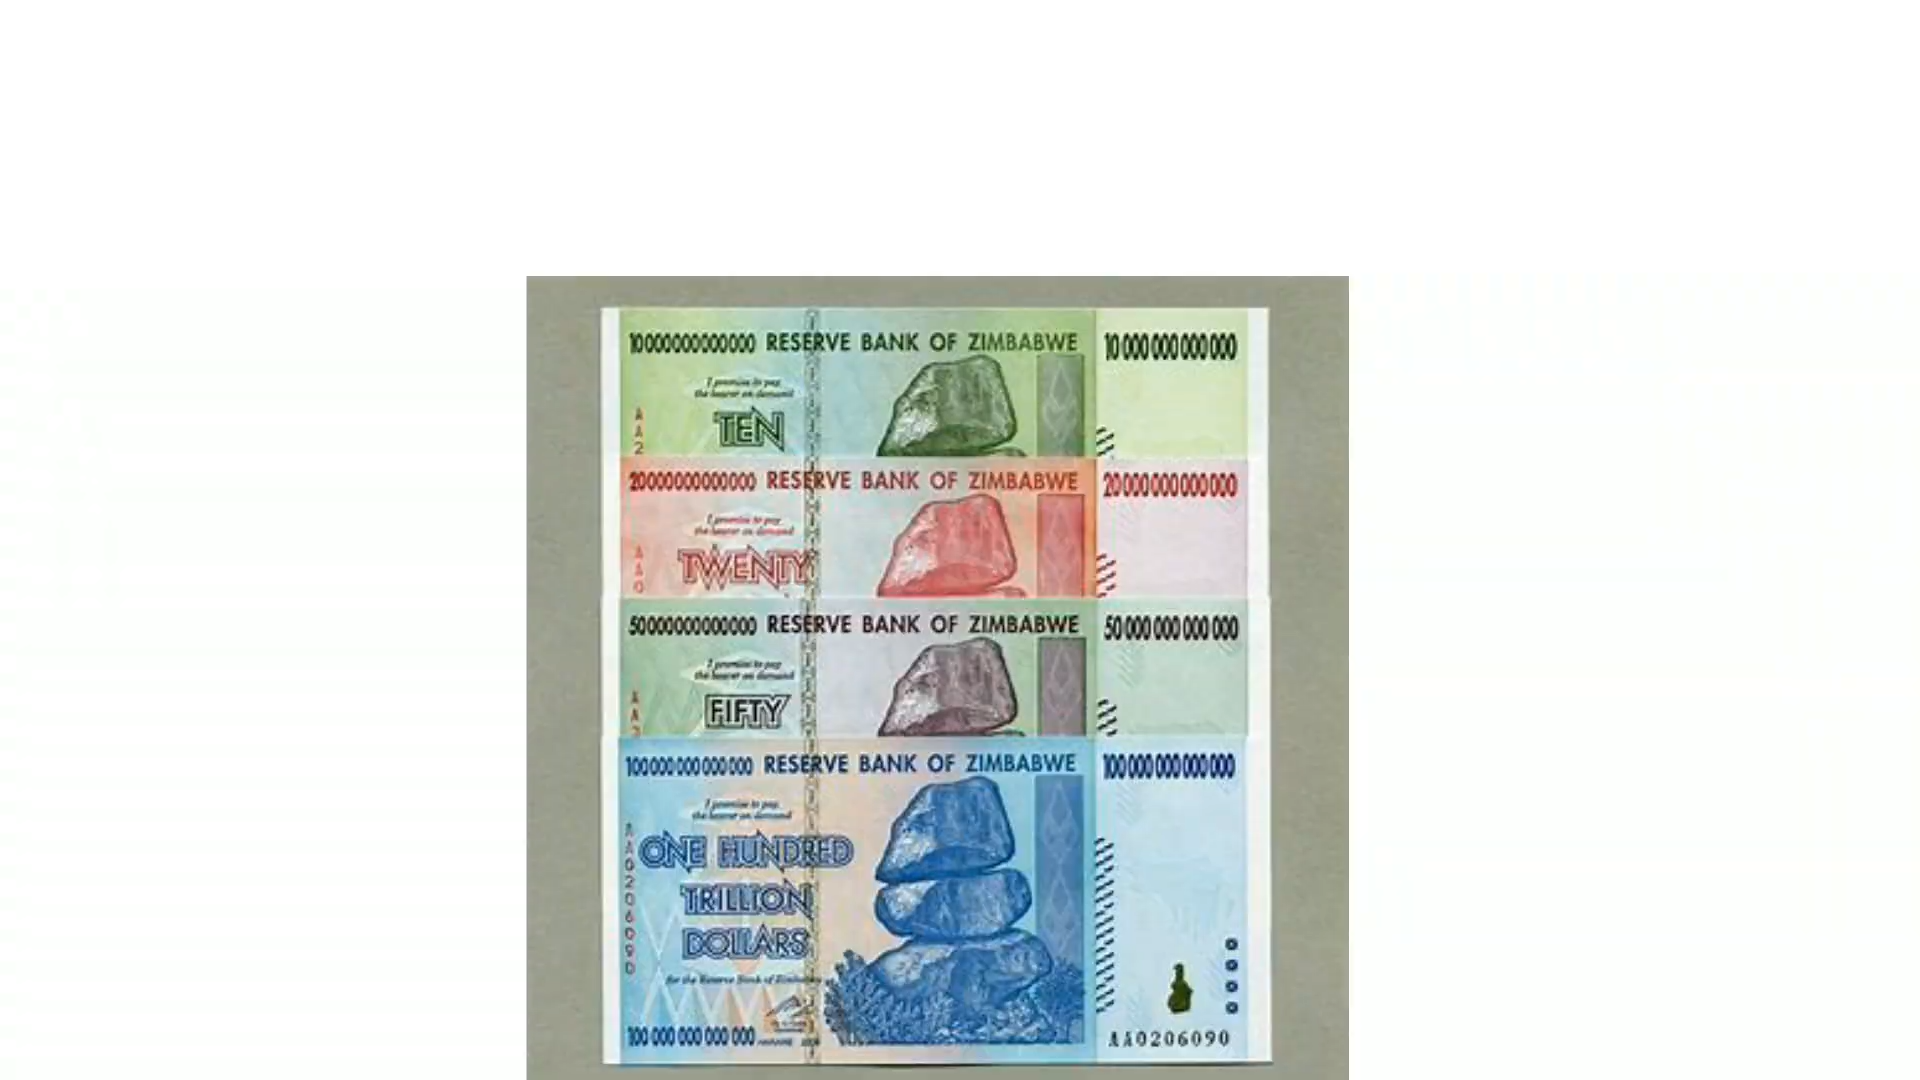 10000000000000 RESERVE BANK OF ZIMBABWE 10 000 000 000 000
I promise to pay
the bearer on demand
TEN
AA2
20000000000000 RESERVE BANK OF ZIMBABWE 20 000 000 000 000
I promise to pay
the bearer on demand
TWENTY
AA0
50000000000000 RESERVE BANK OF ZIMBABWE 50 000 000 000 000
I promise to pay
the bearer on demand
FIFTY
AA
100 000 000 000 000 RESERVE BANK OF ZIMBABWE 100 000 000 000 000
I promise to pay
the bearer on demand
ONE HUNDRED
TRILLION
DOLLARS
for the Reserve Bank of Zimbabwe
AA0206090
100 000 000 000 000
AA0206090